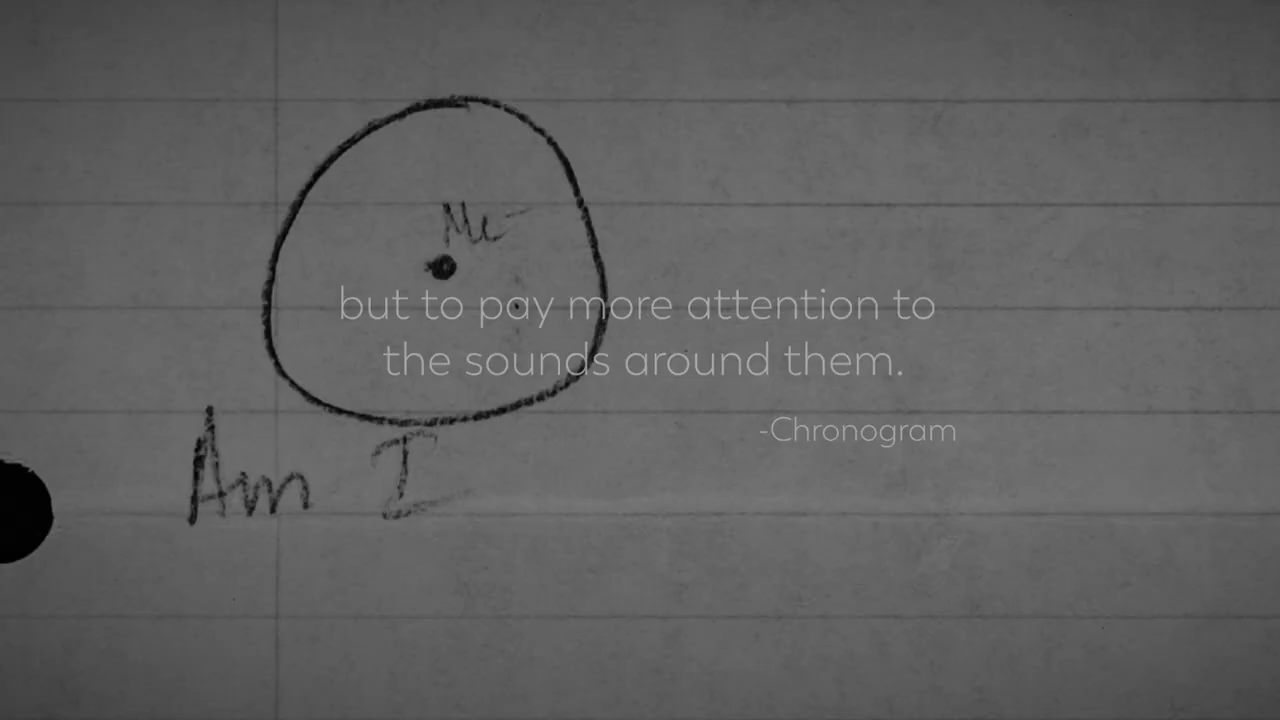 Me
but to pay more attention to
the sounds around them.
-Chronogram
Am I